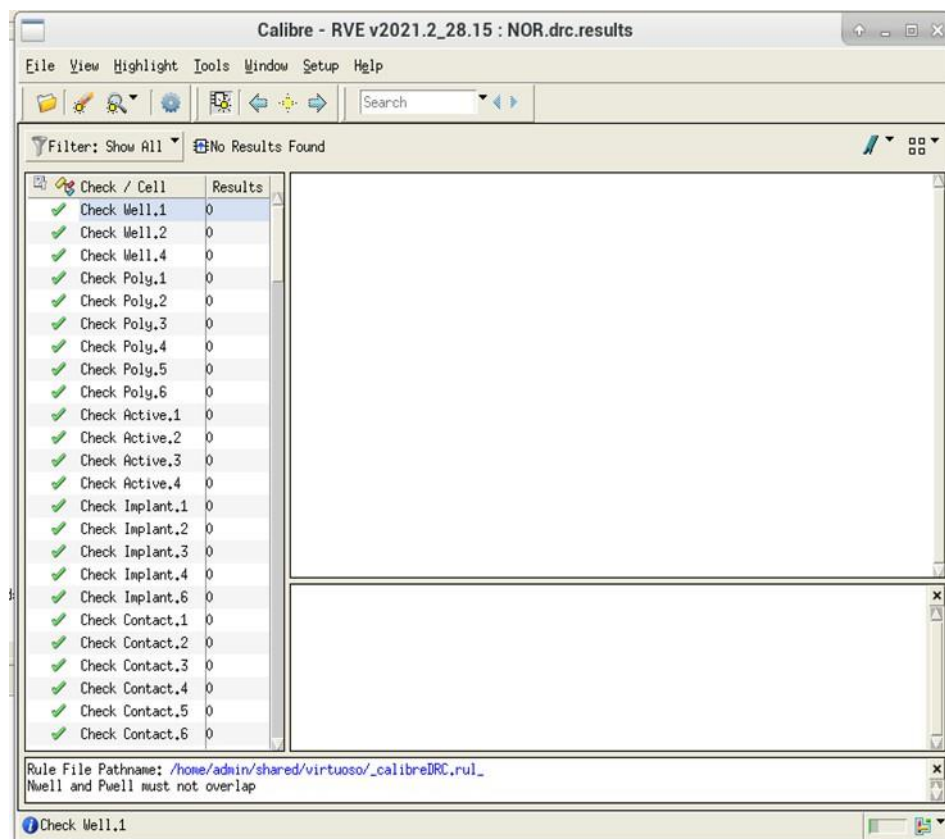 Calibre - RVE v2021.2_28.15 : NOR.drc.results
File View Highlight Tools Window Setup Help
Search
Filter: Show All No Results Found
Check / Cell Results
Check Well.1 0
Check Well.2 0
Check Well.4 0
Check Poly.1 0
Check Poly.2 0
Check Poly.3 0
Check Poly.4 0
Check Poly.5 0
Check Poly.6 0
Check Active.1 0
Check Active.2 0
Check Active.3 0
Check Active.4 0
Check Implant.1 0
Check Implant.2 0
Check Implant.3 0
Check Implant.4 0
Check Implant.6 0
Check Contact.1 0
Check Contact.2 0
Check Contact.3 0
Check Contact.4 0
Check Contact.5 0
Check Contact.6 0
Rule File Pathname: /home/admin/shared/virtuoso/_calibreDRC.rul_
Nwell and Pwell must not overlap
Check Well.1